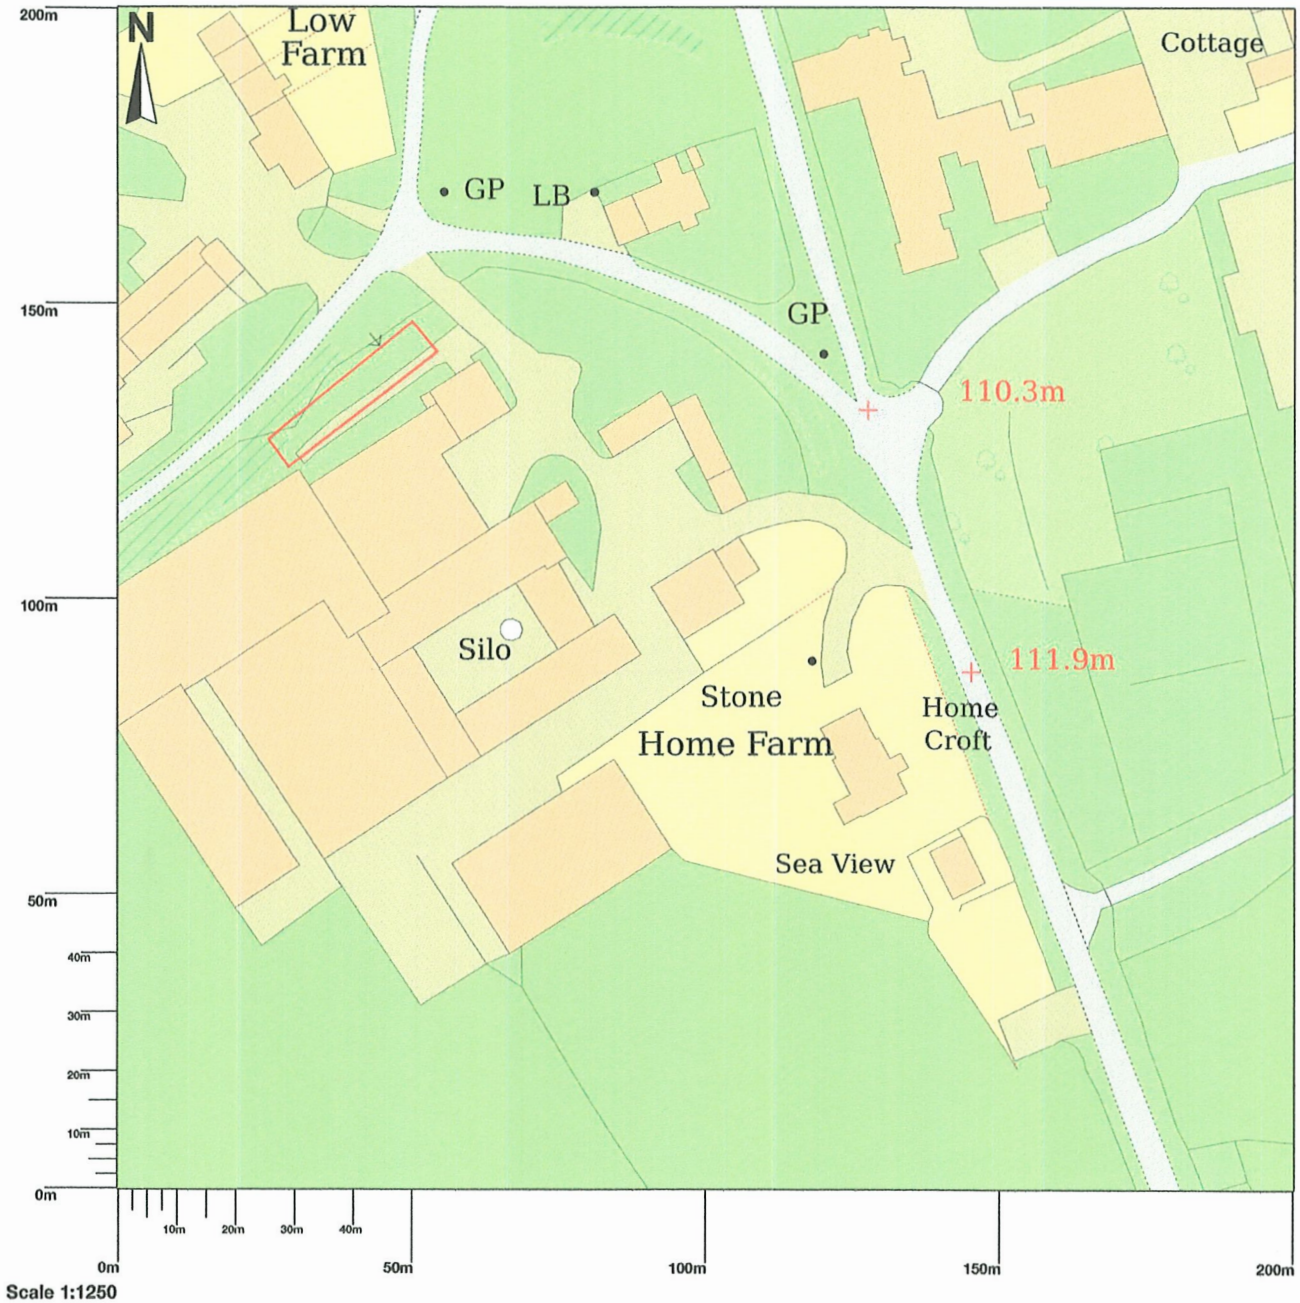 200m
N
Low
Farm
Cottage
GP
LB
150m
GP
110.3m
100m
Silo
111.9m
Stone
Home
Croft
Home Farm
Sea View
50m
40m
30m
20m
10m
0m
10m 20m 30m 40m
0m 50m 100m 150m 200m
Scale 1:1250